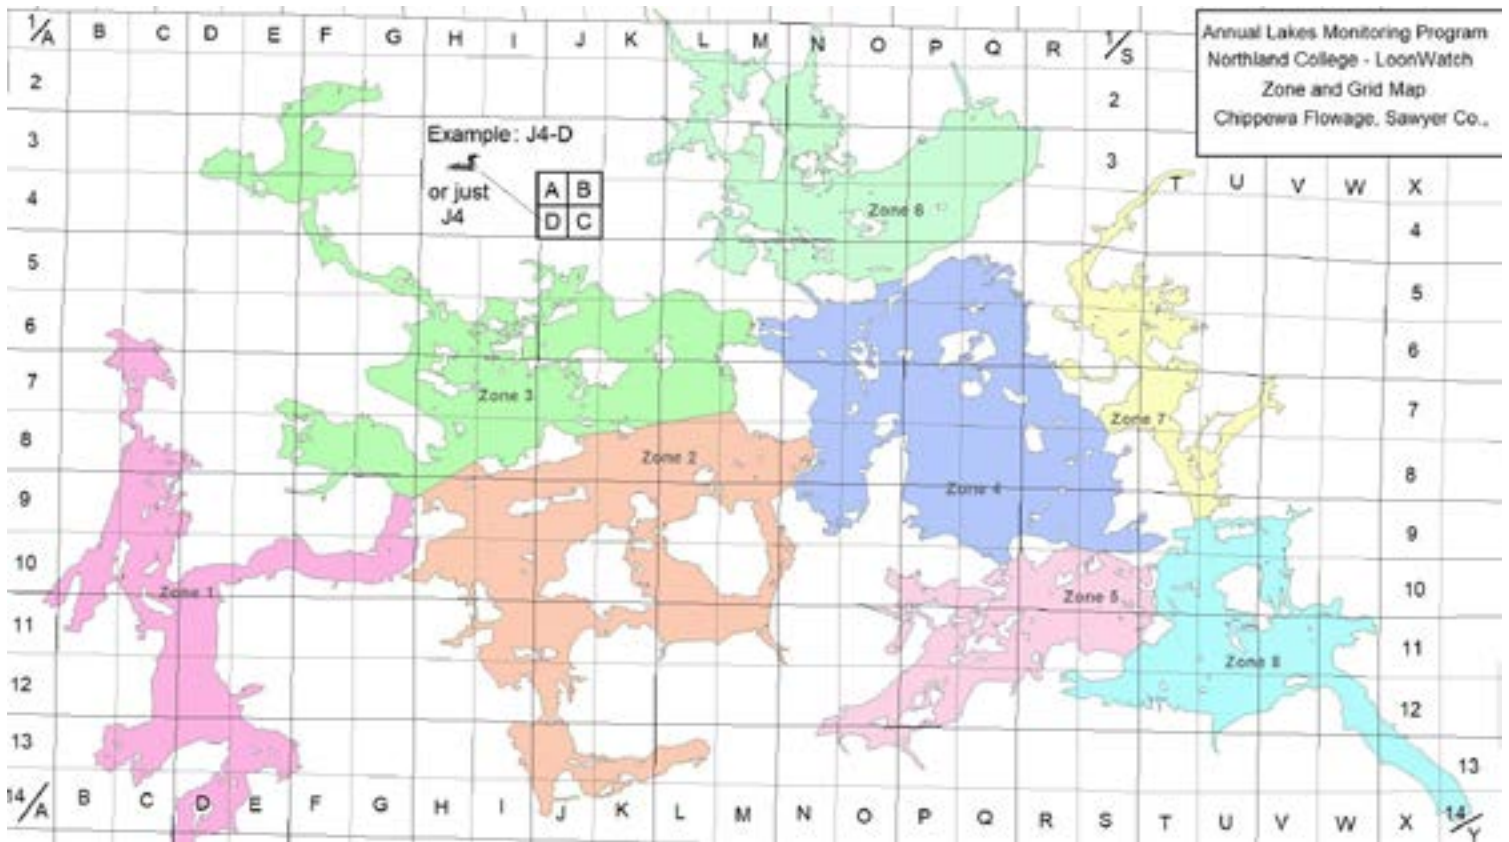 Annual Lakes Monitoring Program
Northland College - LoonWatch
Zone and Grid Map
Chippewa Flowage, Sawyer Co.,
1/A B C D E F G H I J K L M N O P Q R 1/S
2 2
3 3
Example: J4-D
or just
J4
A B
D C
T U V W X
4 4
Zone 6
5 5
6 6
7 7
Zone 3
Zone 7
8 8
Zone 2
Zone 4
9 9
10 10
Zone 1
Zone 5
11 11
Zone 8
12 12
13 13
14/A B C D E F G H I J K L M N O P Q R S T U V W X 14/Y